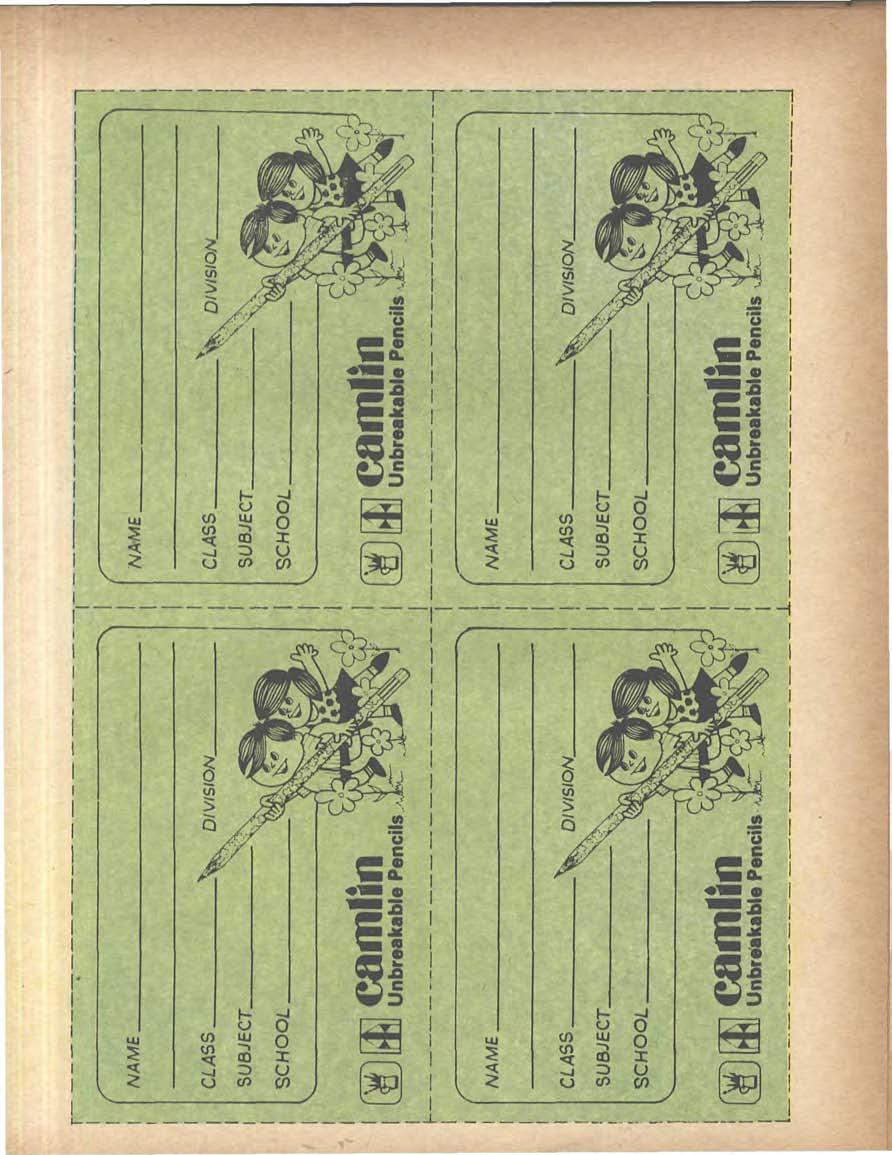 NAME
CLASS DIVISION
SUBJECT
SCHOOL
camlin
Unbreakable Pencils
NAME
CLASS DIVISION
SUBJECT
SCHOOL
camlin
Unbreakable Pencils
NAME
CLASS DIVISION
SUBJECT
SCHOOL
camlin
Unbreakable Pencils
NAME
CLASS DIVISION
SUBJECT
SCHOOL
camlin
Unbreakable Pencils